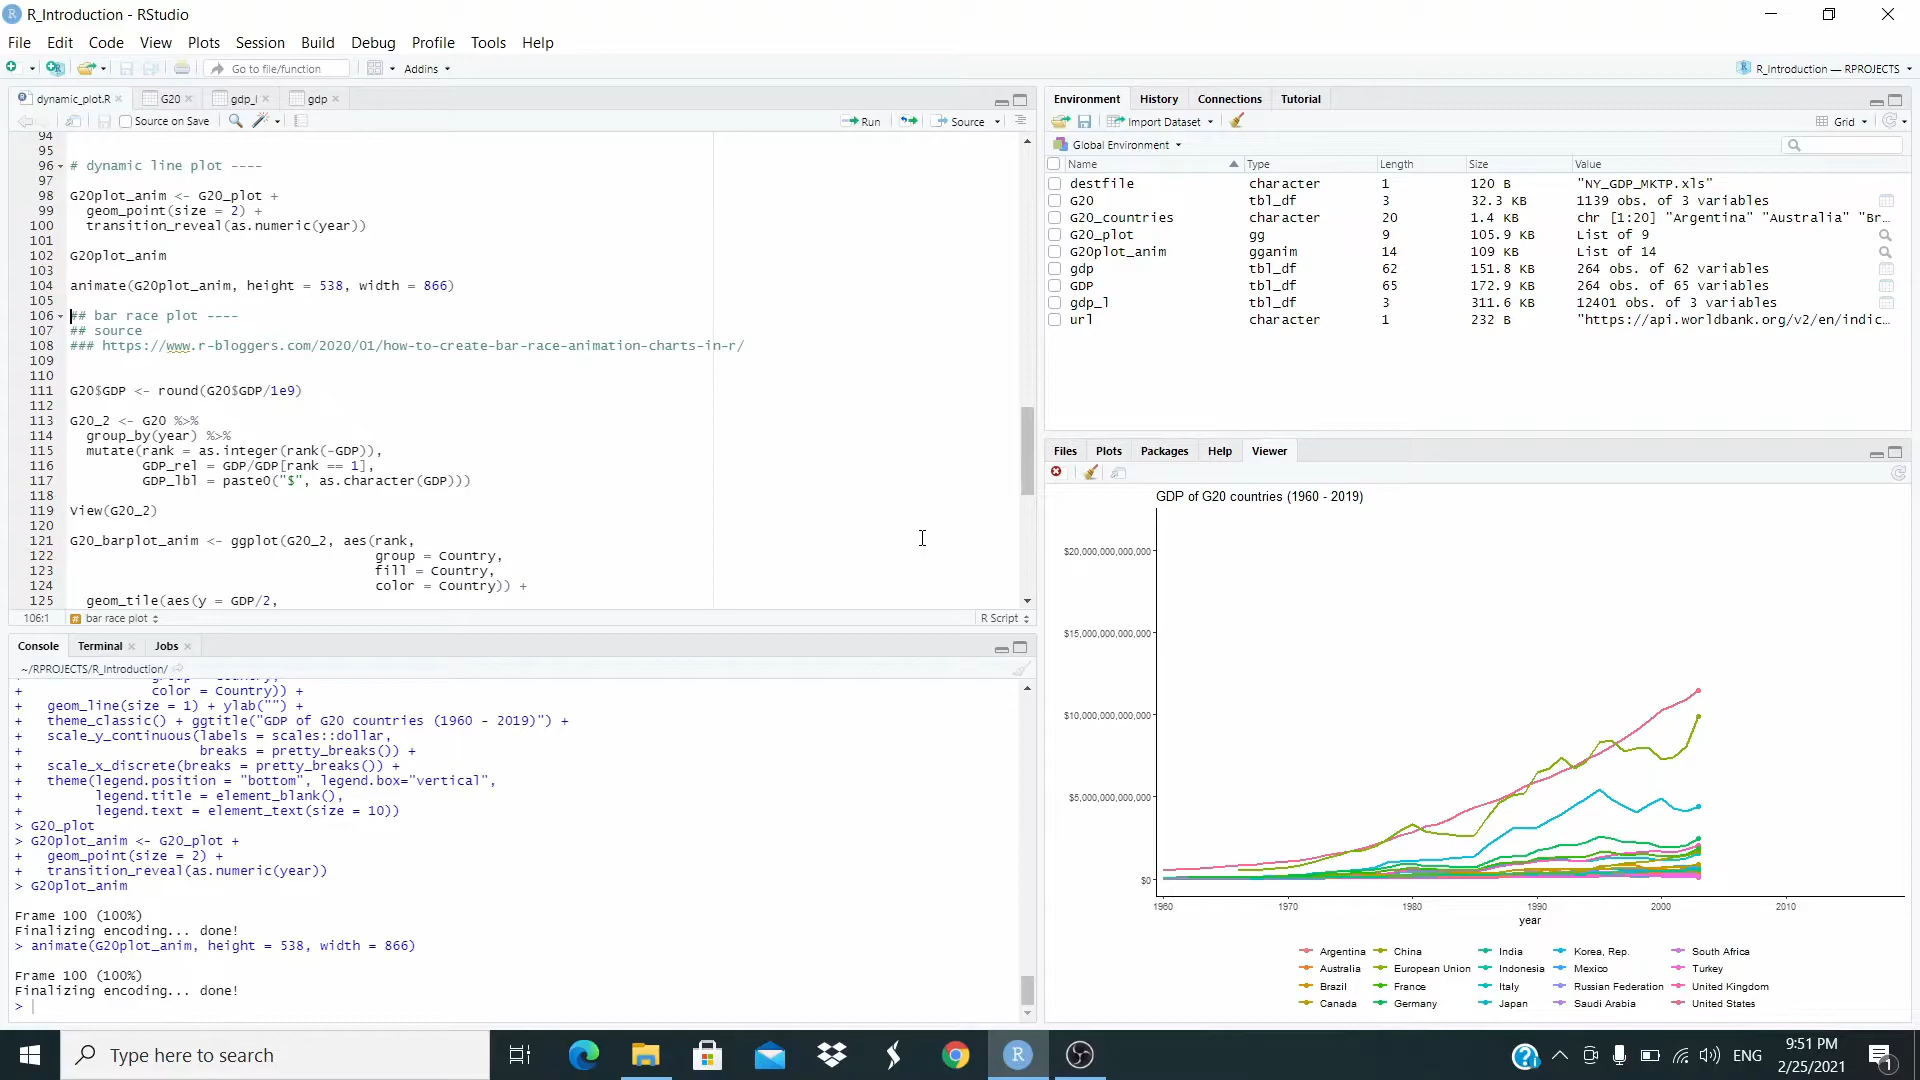 R_Introduction - RStudio
File Edit Code View Plots Session Build Debug Profile Tools Help
Go to file/function Addins R_Introduction — RPROJECTS
dynamic_plot.R G20 gdp_l gdp
Source on Save Run Source
94
95
96 # dynamic line plot ----
97
98 G20plot_anim <- G20_plot +
99 geom_point(size = 2) +
100 transition_reveal(as.numeric(year))
101
102 G20plot_anim
103
104 animate(G20plot_anim, height = 538, width = 866)
105
106 ## bar race plot ----
107 ## source
108 ### https://www.r-bloggers.com/2020/01/how-to-create-bar-race-animation-charts-in-r/
109
110
111 G20$GDP <- round(G20$GDP/1e9)
112
113 G20_2 <- G20 %>%
114 group_by(year) %>%
115 mutate(rank = as.integer(rank(-GDP)),
116 GDP_rel = GDP/GDP[rank == 1],
117 GDP_lbl = paste0("$", as.character(GDP)))
118
119 View(G20_2)
120
121 G20_barplot_anim <- ggplot(G20_2, aes(rank,
122 group = Country,
123 fill = Country,
124 color = Country)) +
125 geom_tile(aes(y = GDP/2,
106:1 bar race plot R Script
Console Terminal Jobs
~/RPROJECTS/R_Introduction/
+ color = Country)) +
+ geom_line(size = 1) + ylab("") +
+ theme_classic() + ggtitle("GDP of G20 countries (1960 - 2019)") +
+ scale_y_continuous(labels = scales::dollar,
+ breaks = pretty_breaks()) +
+ scale_x_discrete(breaks = pretty_breaks()) +
+ theme(legend.position = "bottom", legend.box="vertical",
+ legend.title = element_blank(),
+ legend.text = element_text(size = 10))
> G20_plot
> G20plot_anim <- G20_plot +
+ geom_point(size = 2) +
+ transition_reveal(as.numeric(year))
> G20plot_anim
Frame 100 (100%)
Finalizing encoding... done!
> animate(G20plot_anim, height = 538, width = 866)
Frame 100 (100%)
Finalizing encoding... done!
>
Environment History Connections Tutorial
Import Dataset Grid
Global Environment
Name Type Length Size Value
destfile character 1 120 B "NY_GDP_MKTP.xls"
G20 tbl_df 3 32.3 KB 1139 obs. of 3 variables
G20_countries character 20 1.4 KB chr [1:20] "Argentina" "Australia" "Br...
G20_plot gg 9 105.9 KB List of 9
G20plot_anim gganim 14 109 KB List of 14
gdp tbl_df 62 151.8 KB 264 obs. of 62 variables
GDP tbl_df 65 172.9 KB 264 obs. of 65 variables
gdp_l tbl_df 3 311.6 KB 12401 obs. of 3 variables
url character 1 232 B "https://api.worldbank.org/v2/en/indic...
Files Plots Packages Help Viewer
GDP of G20 countries (1960 - 2019)
$20,000,000,000,000
$15,000,000,000,000
$10,000,000,000,000
$5,000,000,000,000
$0
1960 1970 1980 1990 2000 2010
year
Argentina China India Korea, Rep. South Africa
Australia European Union Indonesia Mexico Turkey
Brazil France Italy Russian Federation United Kingdom
Canada Germany Japan Saudi Arabia United States
Type here to search
ENG
9:51 PM
2/25/2021
1